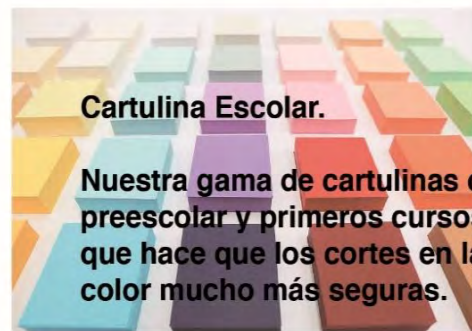 Cartulina Escolar.
Nuestra gama de cartulinas
preescolar y primeros cursos
que hace que los cortes en la
color mucho más seguras.